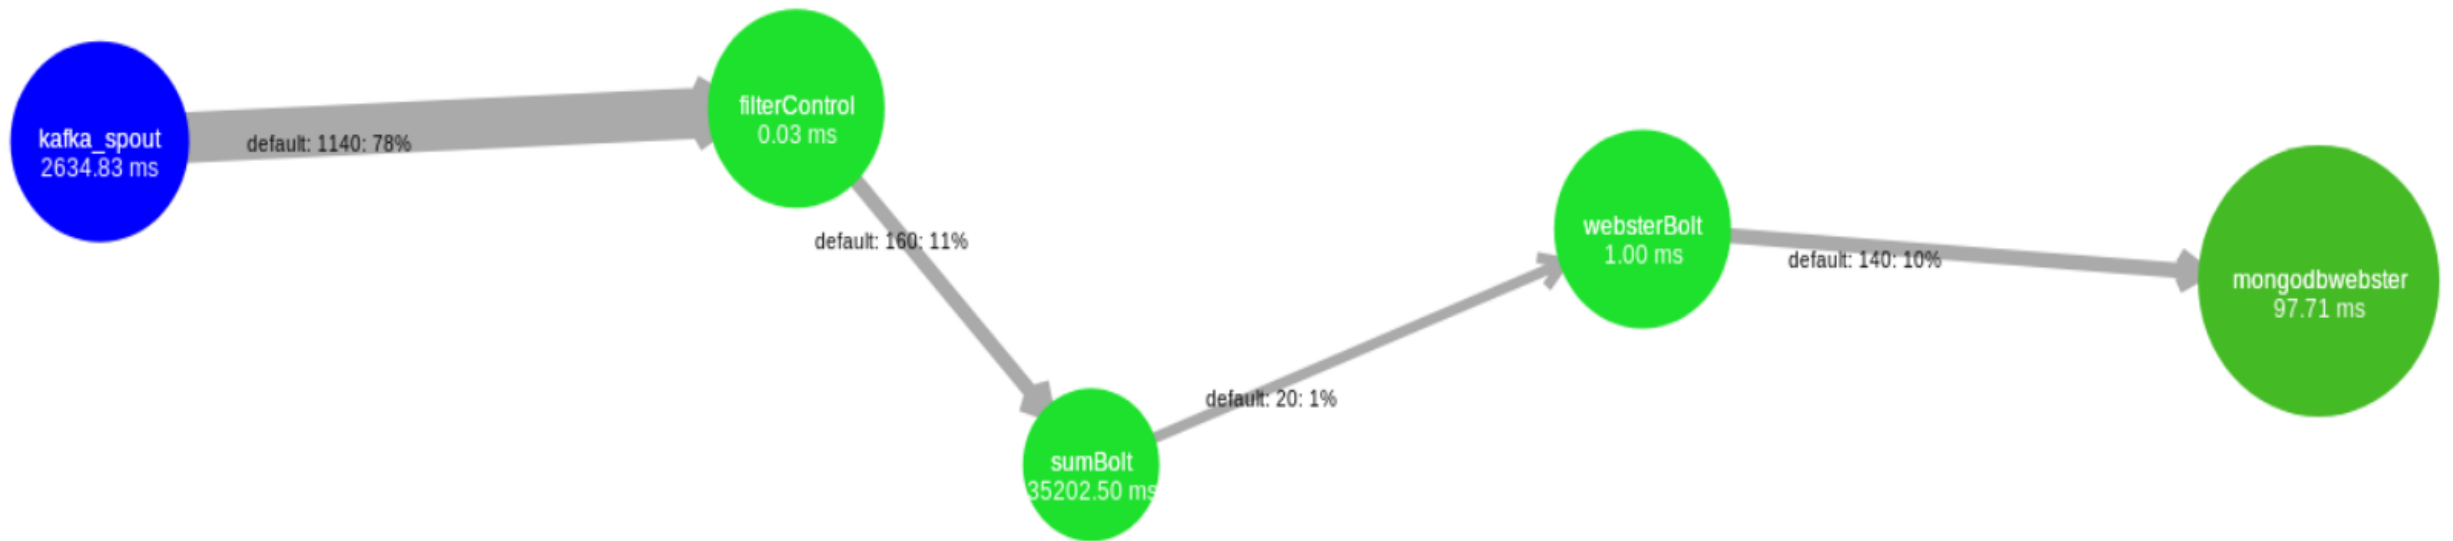 kafka_spout
2634.83 ms
default: 1140: 78%
filterControl
0.03 ms
default: 160: 11%
sumBolt
35202.50 ms
default: 20: 1%
websterBolt
1.00 ms
default: 140: 10%
mongodbwebster
97.71 ms